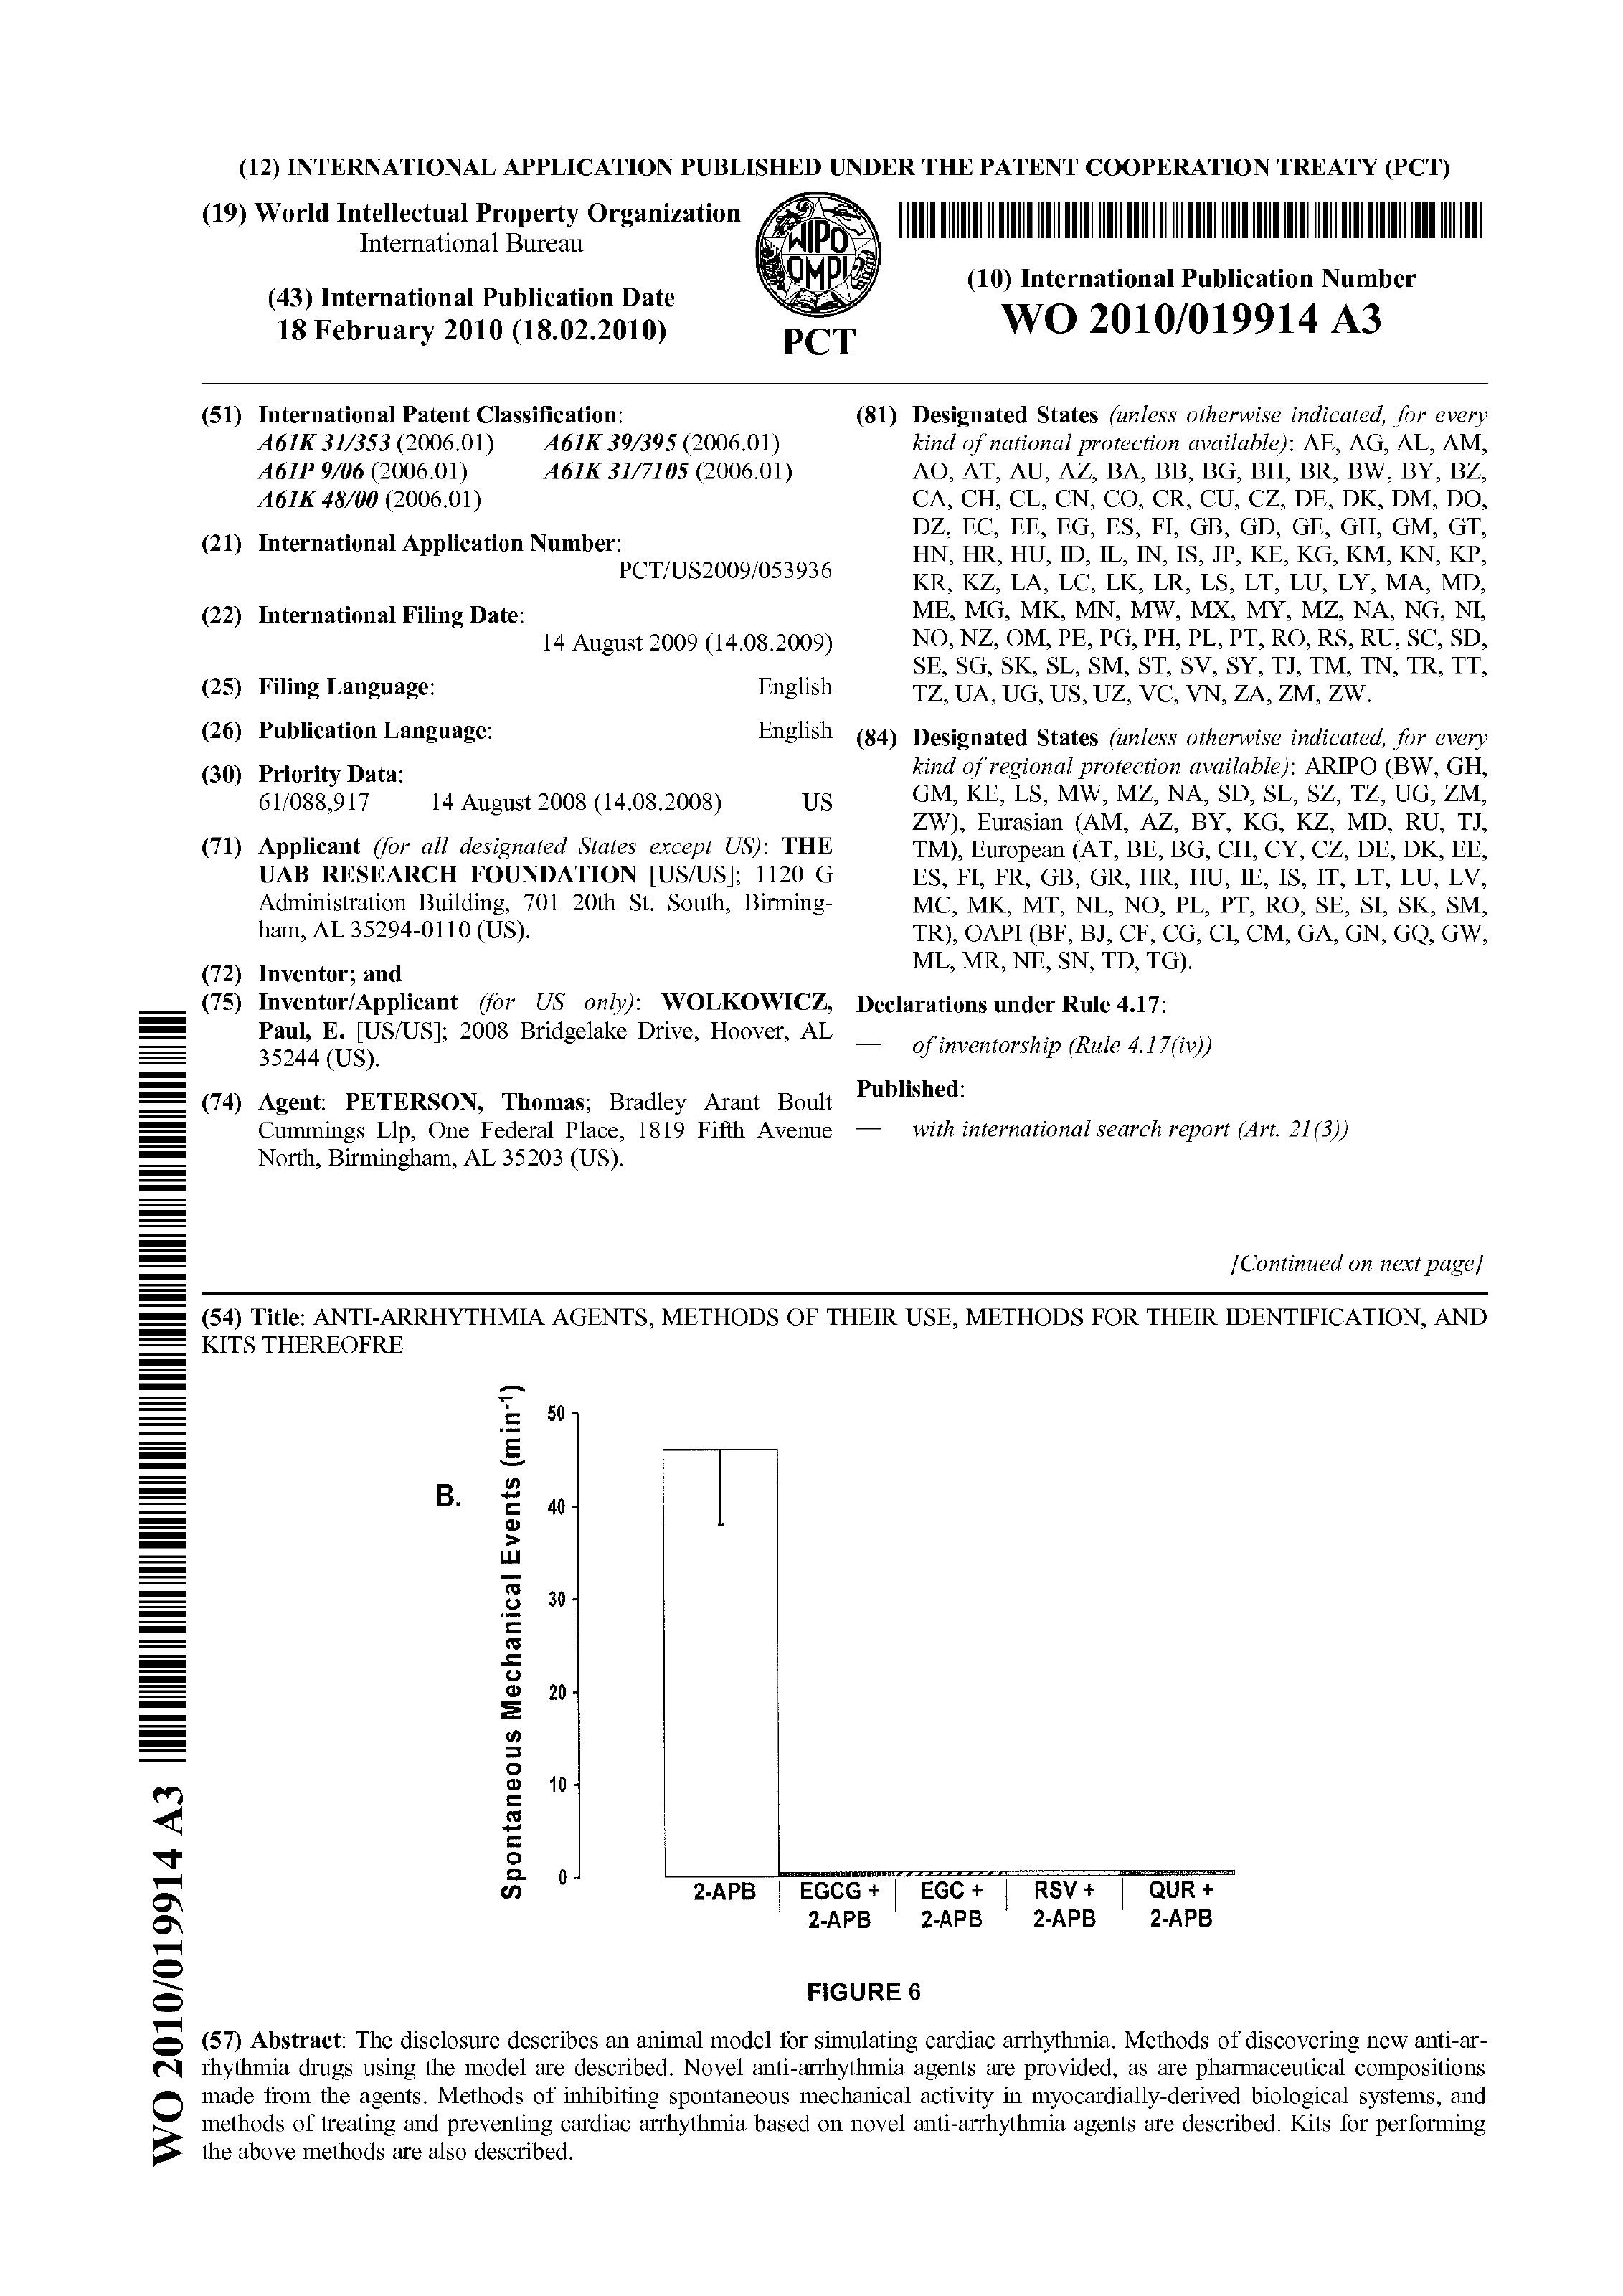 (12) INTERNATIONAL APPLICATION PUBLISHED UNDER THE PATENT COOPERATION TREATY (PCT)
(19) World Intellectual Property Organization
International Bureau
(43) International Publication Date
18 February 2010 (18.02.2010)
WIPO
OMPI
PCT
(10) International Publication Number
WO 2010/019914 A3
(51) International Patent Classification:
A61K 31/353 (2006.01) A61K 39/395 (2006.01)
A61P 9/06 (2006.01) A61K 31/7105 (2006.01)
A61K 48/00 (2006.01)
(21) International Application Number:
PCT/US2009/053936
(22) International Filing Date:
14 August 2009 (14.08.2009)
(25) Filing Language: English
(26) Publication Language: English
(30) Priority Data:
61/088,917 14 August 2008 (14.08.2008) US
(71) Applicant (for all designated States except US): THE
UAB RESEARCH FOUNDATION [US/US]; 1120 G
Administration Building, 701 20th St. South, Birming-
ham, AL 35294-0110 (US).
(72) Inventor; and
(75) Inventor/Applicant (for US only): WOLKOWICZ,
Paul, E. [US/US]; 2008 Bridgelake Drive, Hoover, AL
35244 (US).
(74) Agent: PETERSON, Thomas; Bradley Arant Boult
Cummings Llp, One Federal Place, 1819 Fifth Avenue
North, Birmingham, AL 35203 (US).
(81) Designated States (unless otherwise indicated, for every
kind of national protection available): AE, AG, AL, AM,
AO, AT, AU, AZ, BA, BB, BG, BH, BR, BW, BY, BZ,
CA, CH, CL, CN, CO, CR, CU, CZ, DE, DK, DM, DO,
DZ, EC, EE, EG, ES, FI, GB, GD, GE, GH, GM, GT,
HN, HR, HU, ID, IL, IN, IS, JP, KE, KG, KM, KN, KP,
KR, KZ, LA, LC, LK, LR, LS, LT, LU, LY, MA, MD,
ME, MG, MK, MN, MW, MX, MY, MZ, NA, NG, NI,
NO, NZ, OM, PE, PG, PH, PL, PT, RO, RS, RU, SC, SD,
SE, SG, SK, SL, SM, ST, SV, SY, TJ, TM, TN, TR, TT,
TZ, UA, UG, US, UZ, VC, VN, ZA, ZM, ZW.
(84) Designated States (unless otherwise indicated, for every
kind of regional protection available): ARIPO (BW, GH,
GM, KE, LS, MW, MZ, NA, SD, SL, SZ, TZ, UG, ZM,
ZW), Eurasian (AM, AZ, BY, KG, KZ, MD, RU, TJ,
TM), European (AT, BE, BG, CH, CY, CZ, DE, DK, EE,
ES, FI, FR, GB, GR, HR, HU, IE, IS, IT, LT, LU, LV,
MC, MK, MT, NL, NO, PL, PT, RO, SE, SI, SK, SM,
TR), OAPI (BF, BJ, CF, CG, CI, CM, GA, GN, GQ, GW,
ML, MR, NE, SN, TD, TG).
Declarations under Rule 4.17:
— of inventorship (Rule 4.17(iv))
Published:
— with international search report (Art. 21(3))
[Continued on next page]
(54) Title: ANTI-ARRHYTHMIA AGENTS, METHODS OF THEIR USE, METHODS FOR THEIR IDENTIFICATION, AND
KITS THEREOFRE
B.
Spontaneous Mechanical Events (min⁻¹)
50
40
30
20
10
0
2-APB EGCG + EGC + RSV + QUR +
2-APB 2-APB 2-APB 2-APB
FIGURE 6
(57) Abstract: The disclosure describes an animal model for simulating cardiac arrhythmia. Methods of discovering new anti-ar-
rhythmia drugs using the model are described. Novel anti-arrhythmia agents are provided, as are pharmaceutical compositions
made from the agents. Methods of inhibiting spontaneous mechanical activity in myocardially-derived biological systems, and
methods of treating and preventing cardiac arrhythmia based on novel anti-arrhythmia agents are described. Kits for performing
the above methods are also described.
WO 2010/019914 A3